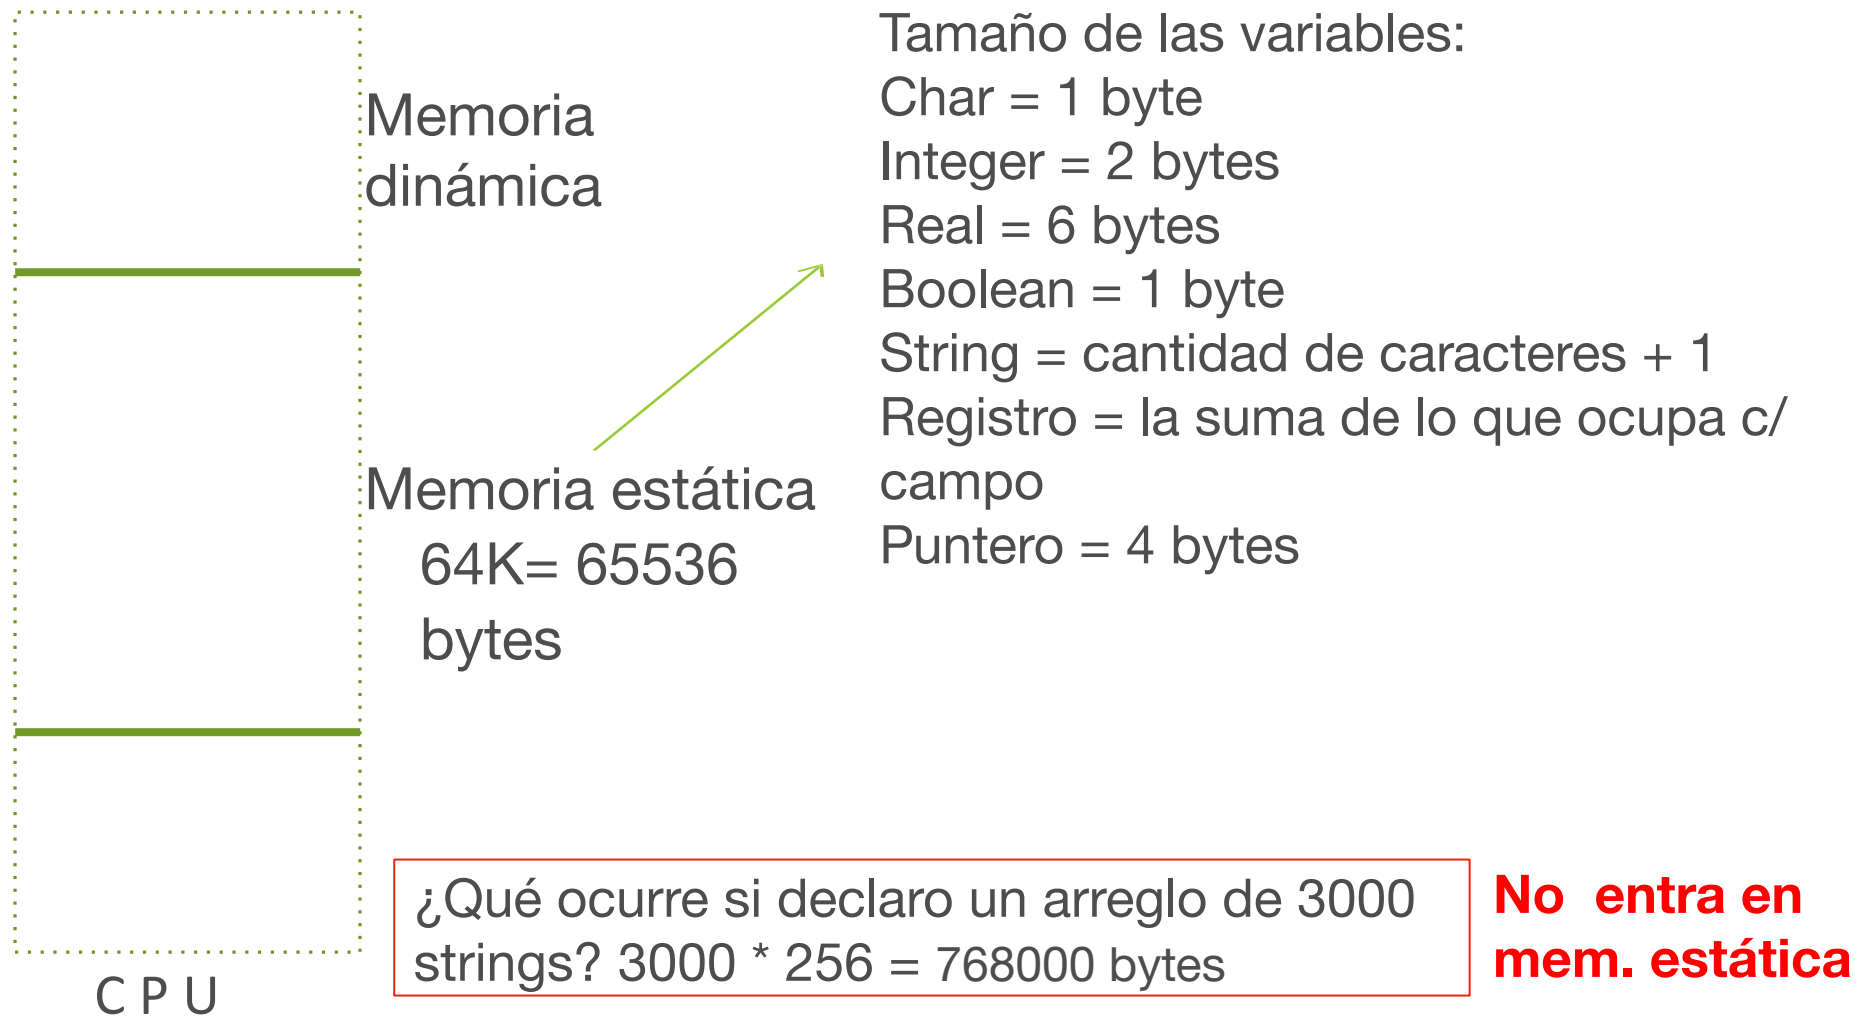 Memoria
dinámica
Memoria estática
64K= 65536
bytes
Tamaño de las variables:
Char = 1 byte
Integer = 2 bytes
Real = 6 bytes
Boolean = 1 byte
String = cantidad de caracteres + 1
Registro = la suma de lo que ocupa c/
campo
Puntero = 4 bytes
¿Qué ocurre si declaro un arreglo de 3000
strings? 3000 * 256 = 768000 bytes
No entra en
mem. estática
C P U